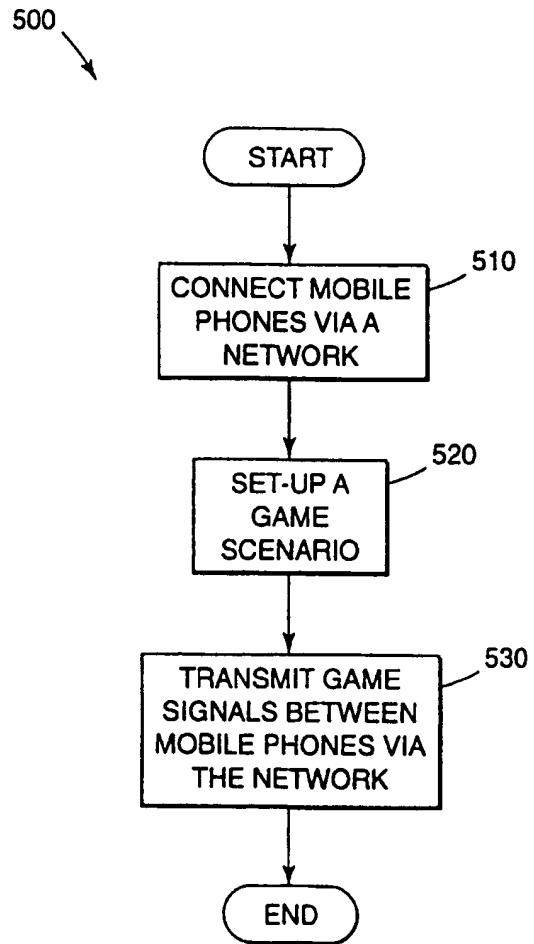 500
START
510
CONNECT MOBILE
PHONES VIA A
NETWORK
520
SET-UP A
GAME
SCENARIO
530
TRANSMIT GAME
SIGNALS BETWEEN
MOBILE PHONES VIA
THE NETWORK
END